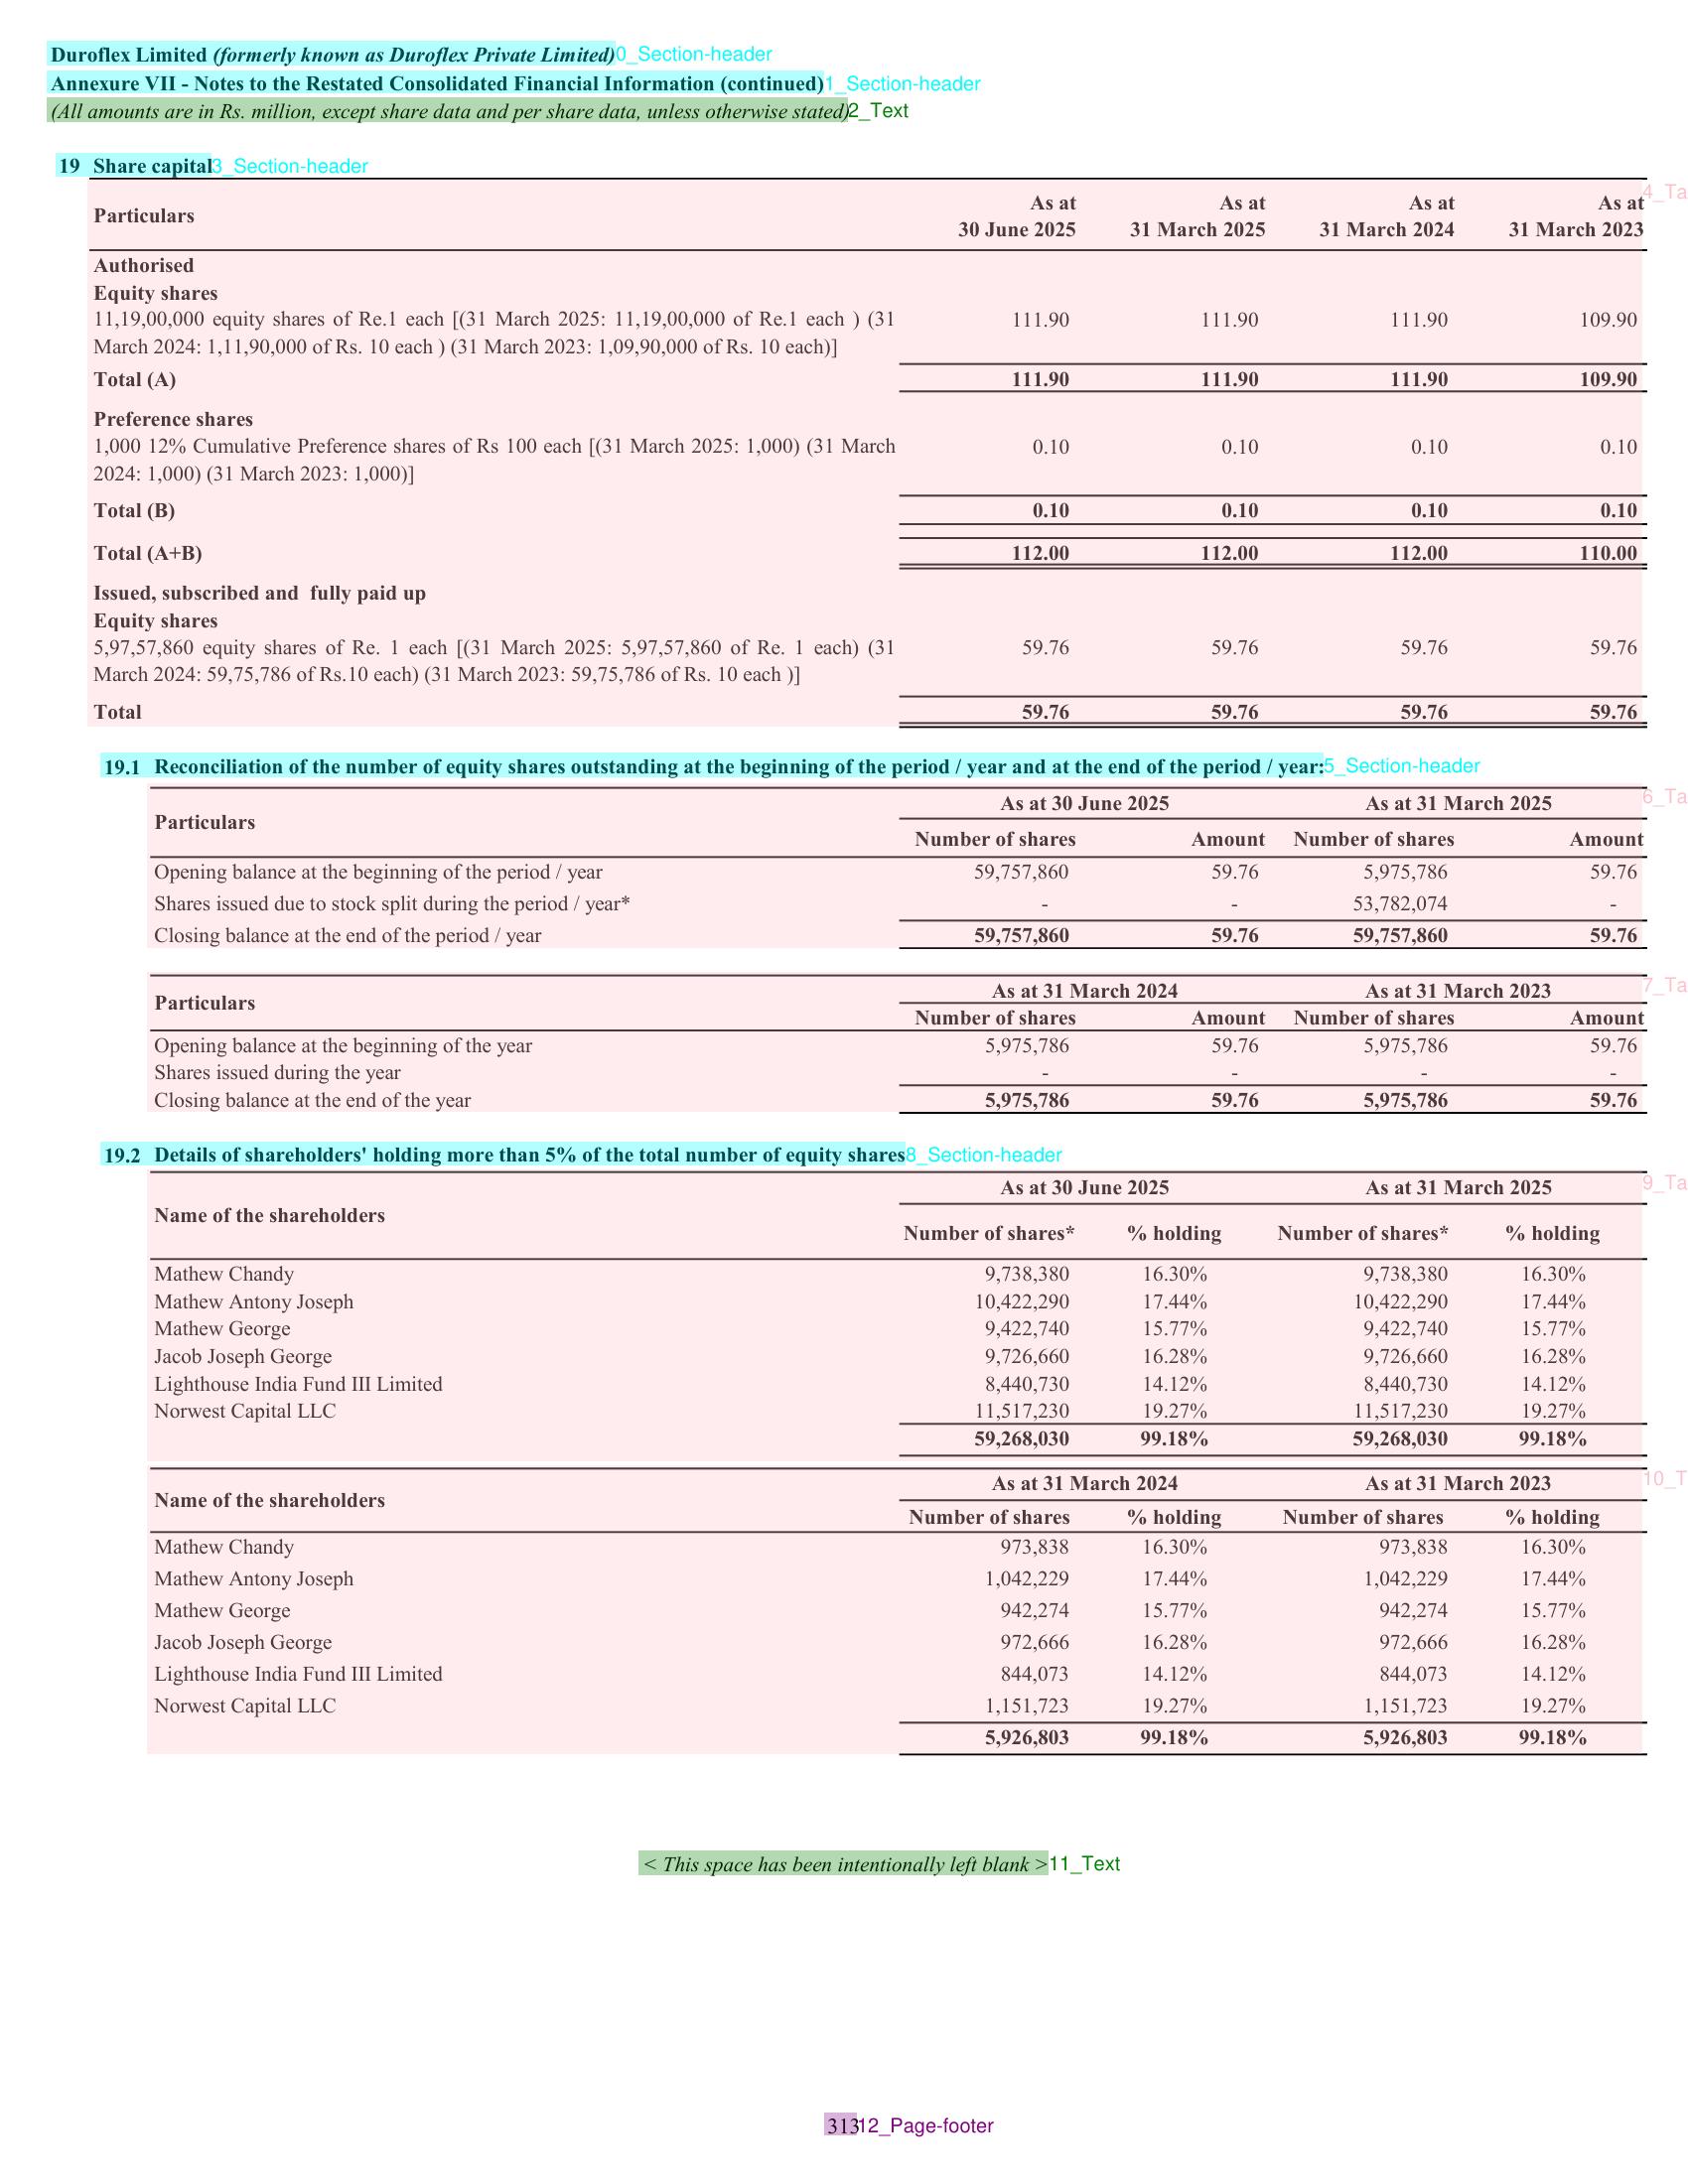 Duroflex Limited (formerly known as Duroflex Private Limited)0_Section-header
Annexure VII - Notes to the Restated Consolidated Financial Information (continued)1_Section-header
(All amounts are in Rs. million, except share data and per share data, unless otherwise stated)2_Text
19 Share capital3_Section-header
4_Ta
Particulars As at 30 June 2025 As at 31 March 2025 As at 31 March 2024 As at 31 March 2023
Authorised
Equity shares
11,19,00,000 equity shares of Re.1 each [(31 March 2025: 11,19,00,000 of Re.1 each ) (31 111.90 111.90 111.90 109.90
March 2024: 1,11,90,000 of Rs. 10 each ) (31 March 2023: 1,09,90,000 of Rs. 10 each)]
Total (A) 111.90 111.90 111.90 109.90
Preference shares
1,000 12% Cumulative Preference shares of Rs 100 each [(31 March 2025: 1,000) (31 March 0.10 0.10 0.10 0.10
2024: 1,000) (31 March 2023: 1,000)]
Total (B) 0.10 0.10 0.10 0.10
Total (A+B) 112.00 112.00 112.00 110.00
Issued, subscribed and fully paid up
Equity shares
5,97,57,860 equity shares of Re. 1 each [(31 March 2025: 5,97,57,860 of Re. 1 each) (31 59.76 59.76 59.76 59.76
March 2024: 59,75,786 of Rs.10 each) (31 March 2023: 59,75,786 of Rs. 10 each )]
Total 59.76 59.76 59.76 59.76
19.1 Reconciliation of the number of equity shares outstanding at the beginning of the period / year and at the end of the period / year:5_Section-header
6_Ta
Particulars As at 30 June 2025 As at 31 March 2025
Number of shares Amount Number of shares Amount
Opening balance at the beginning of the period / year 59,757,860 59.76 5,975,786 59.76
Shares issued due to stock split during the period / year* - - 53,782,074 -
Closing balance at the end of the period / year 59,757,860 59.76 59,757,860 59.76
7_Ta
Particulars As at 31 March 2024 As at 31 March 2023
Number of shares Amount Number of shares Amount
Opening balance at the beginning of the year 5,975,786 59.76 5,975,786 59.76
Shares issued during the year - - - -
Closing balance at the end of the year 5,975,786 59.76 5,975,786 59.76
19.2 Details of shareholders' holding more than 5% of the total number of equity shares8_Section-header
9_Ta
Name of the shareholders As at 30 June 2025 As at 31 March 2025
Number of shares* % holding Number of shares* % holding
Mathew Chandy 9,738,380 16.30% 9,738,380 16.30%
Mathew Antony Joseph 10,422,290 17.44% 10,422,290 17.44%
Mathew George 9,422,740 15.77% 9,422,740 15.77%
Jacob Joseph George 9,726,660 16.28% 9,726,660 16.28%
Lighthouse India Fund III Limited 8,440,730 14.12% 8,440,730 14.12%
Norwest Capital LLC 11,517,230 19.27% 11,517,230 19.27%
59,268,030 99.18% 59,268,030 99.18%
10_T
Name of the shareholders As at 31 March 2024 As at 31 March 2023
Number of shares % holding Number of shares % holding
Mathew Chandy 973,838 16.30% 973,838 16.30%
Mathew Antony Joseph 1,042,229 17.44% 1,042,229 17.44%
Mathew George 942,274 15.77% 942,274 15.77%
Jacob Joseph George 972,666 16.28% 972,666 16.28%
Lighthouse India Fund III Limited 844,073 14.12% 844,073 14.12%
Norwest Capital LLC 1,151,723 19.27% 1,151,723 19.27%
5,926,803 99.18% 5,926,803 99.18%
< This space has been intentionally left blank >11_Text
313 12_Page-footer